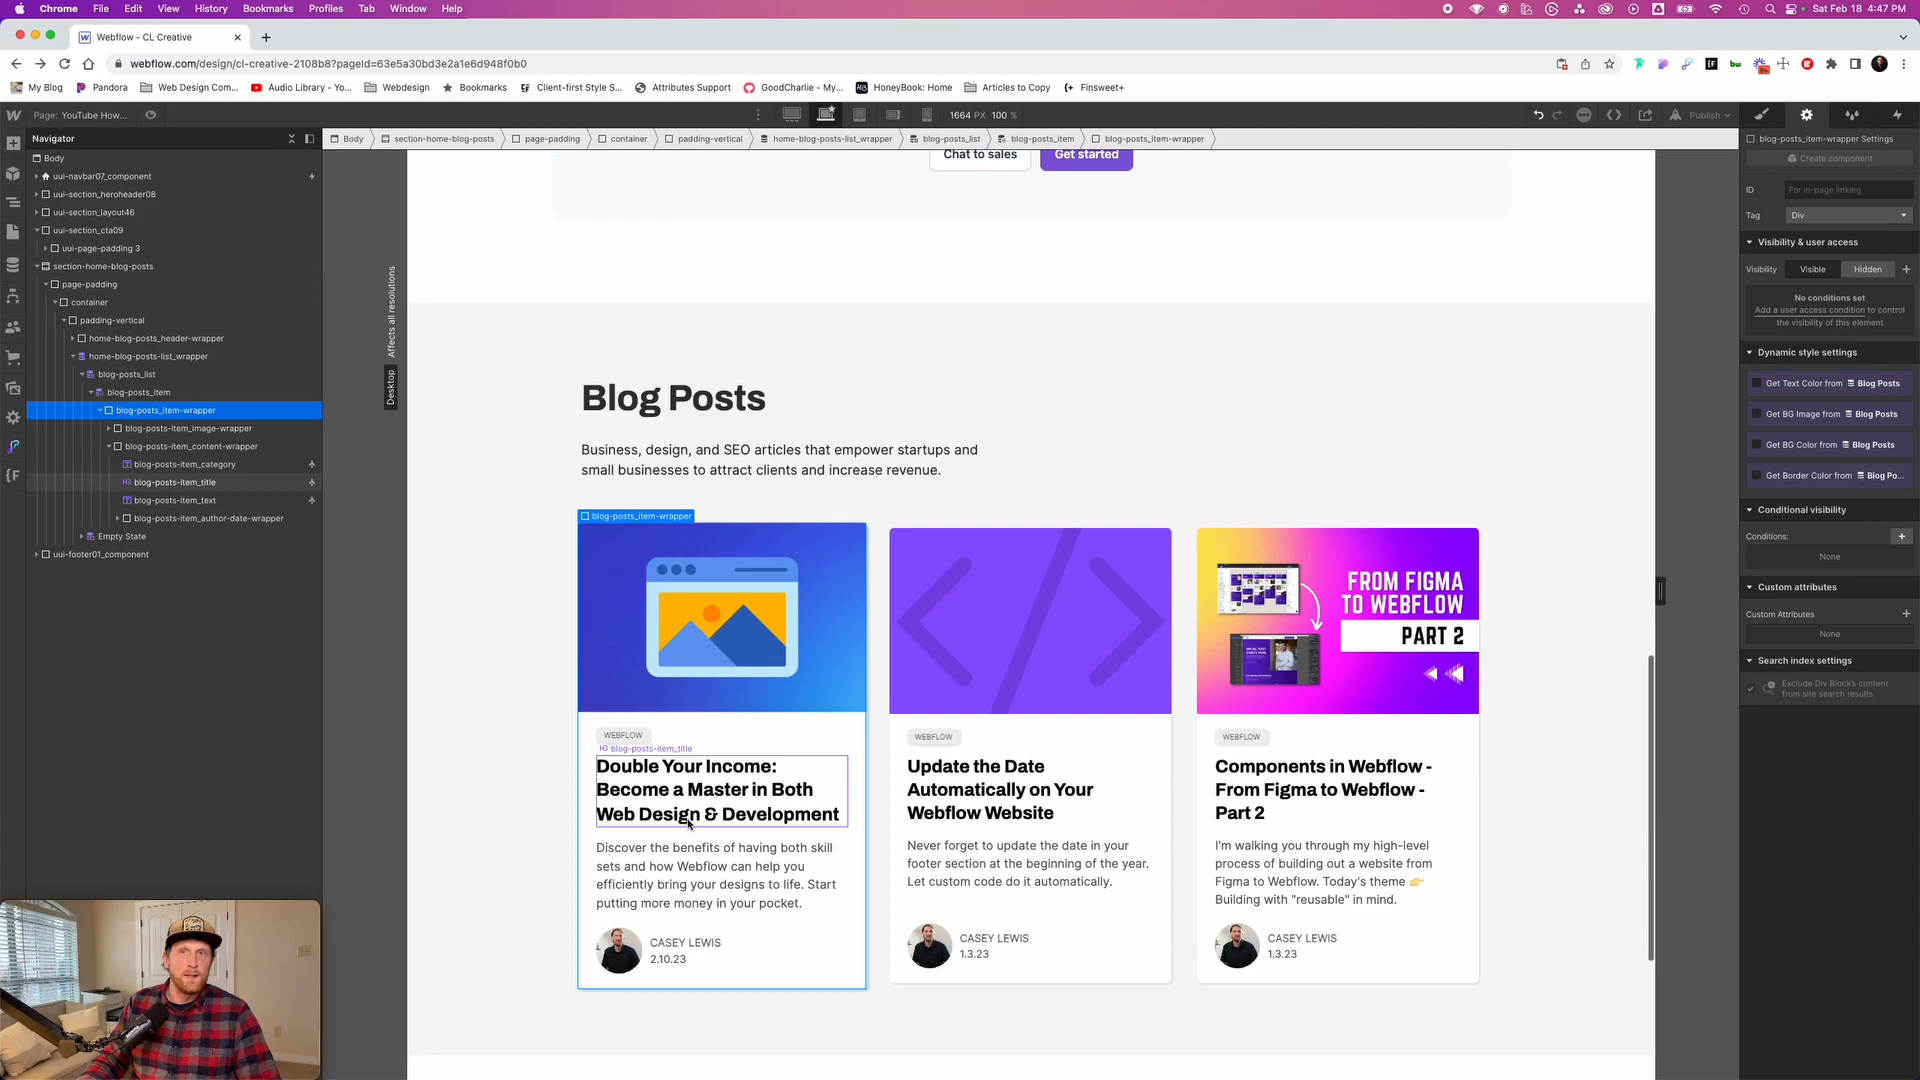 Chrome File Edit View History Bookmarks Profiles Tab Window Help
Sat Feb 18 4:47 PM
Webflow - CL Creative
webflow.com/design/cl-creative-2108b8?pageId=63e5a30bd3e2a1e6d948f0b0
My Blog Pandora Web Design Com... Audio Library - Yo... Webdesign Bookmarks Client-first Style S... Attributes Support GoodCharlie - My... HoneyBook: Home Articles to Copy Finsweet+
Page: YouTube How...
1664 PX 100 %
Publish
Navigator
Body section-home-blog-posts page-padding container padding-vertical home-blog-posts-list_wrapper blog-posts_list blog-posts_item blog-posts_item-wrapper
Body
uui-navbar07_component
uui-section_heroheader08
uui-section_layout46
uui-section_cta09
uui-page-padding 3
section-home-blog-posts
page-padding
container
padding-vertical
home-blog-posts_header-wrapper
home-blog-posts-list_wrapper
blog-posts_list
blog-posts_item
blog-posts_item-wrapper
blog-posts-item_image-wrapper
blog-posts-item_content-wrapper
blog-posts-item_category
H3 blog-posts-item_title
blog-posts-item_text
blog-posts-item_author-date-wrapper
Empty State
uui-footer01_component
Affects all resolutions
Desktop
Chat to sales
Get started
Blog Posts
Business, design, and SEO articles that empower startups and
small businesses to attract clients and increase revenue.
blog-posts_item-wrapper
WEBFLOW
H3 blog-posts-item_title
Double Your Income:
Become a Master in Both
Web Design & Development
Discover the benefits of having both skill
sets and how Webflow can help you
efficiently bring your designs to life. Start
putting more money in your pocket.
CASEY LEWIS
2.10.23
WEBFLOW
Update the Date
Automatically on Your
Webflow Website
Never forget to update the date in your
footer section at the beginning of the year.
Let custom code do it automatically.
CASEY LEWIS
1.3.23
FROM FIGMA
TO WEBFLOW
PART 2
WEBFLOW
Components in Webflow -
From Figma to Webflow -
Part 2
I'm walking you through my high-level
process of building out a website from
Figma to Webflow. Today's theme 👉
Building with "reusable" in mind.
CASEY LEWIS
1.3.23
blog-posts_item-wrapper Settings
Create component
ID For in-page linking
Tag Div
Visibility & user access
Visibility Visible Hidden
No conditions set
Add a user access condition to control
the visibility of this element
Dynamic style settings
Get Text Color from Blog Posts
Get BG Image from Blog Posts
Get BG Color from Blog Posts
Get Border Color from Blog Po...
Conditional visibility
Conditions:
None
Custom attributes
Custom Attributes
None
Search index settings
Exclude Div Block's content
from site search results